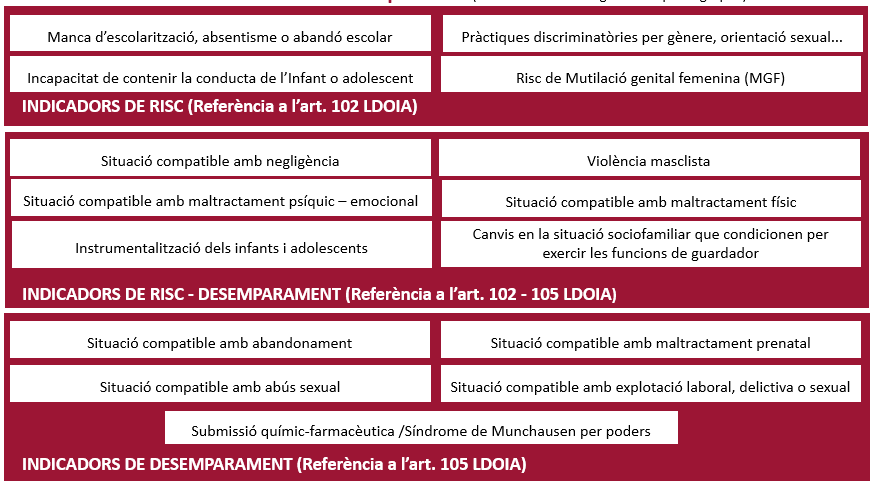 Manca d’escolarització, absentisme o abandó escolar
Pràctiques discriminatòries per gènere, orientació sexual...
Incapacitat de contenir la conducta de l’Infant o adolescent
Risc de Mutilació genital femenina (MGF)
INDICADORS DE RISC (Referència a l’art. 102 LDOIA)
Situació compatible amb negligència
Violència masclista
Situació compatible amb maltractament psíquic – emocional
Situació compatible amb maltractament físic
Instrumentalització dels infants i adolescents
Canvis en la situació sociofamiliar que condicionen per
exercir les funcions de guardador
INDICADORS DE RISC - DESEMPARAMENT (Referència a l’art. 102 - 105 LDOIA)
Situació compatible amb abandonament
Situació compatible amb maltractament prenatal
Situació compatible amb abús sexual
Situació compatible amb explotació laboral, delictiva o sexual
Submissió químic-farmacèutica /Síndrome de Munchausen per poders
INDICADORS DE DESEMPARAMENT (Referència a l’art. 105 LDOIA)